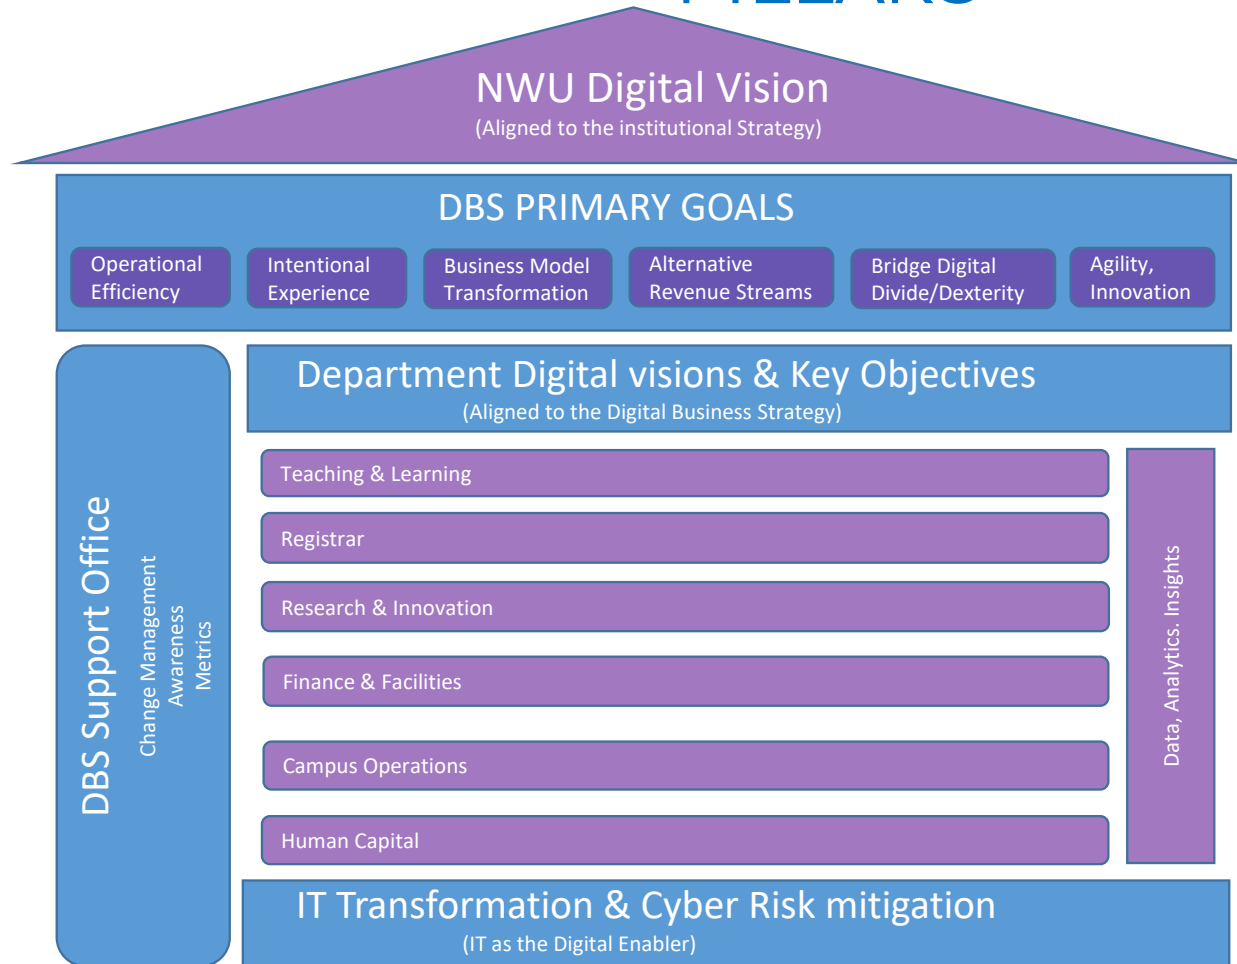 PILLARS
NWU Digital Vision
(Aligned to the institutional Strategy)
DBS PRIMARY GOALS
Operational
Efficiency
Intentional
Experience
Business Model
Transformation
Alternative
Revenue Streams
Bridge Digital
Divide/Dexterity
Agility,
Innovation
Department Digital visions & Key Objectives
(Aligned to the Digital Business Strategy)
DBS Support Office
Change Management
Awareness
Metrics
Teaching & Learning
Registrar
Research & Innovation
Finance & Facilities
Campus Operations
Human Capital
Data, Analytics. Insights
IT Transformation & Cyber Risk mitigation
(IT as the Digital Enabler)